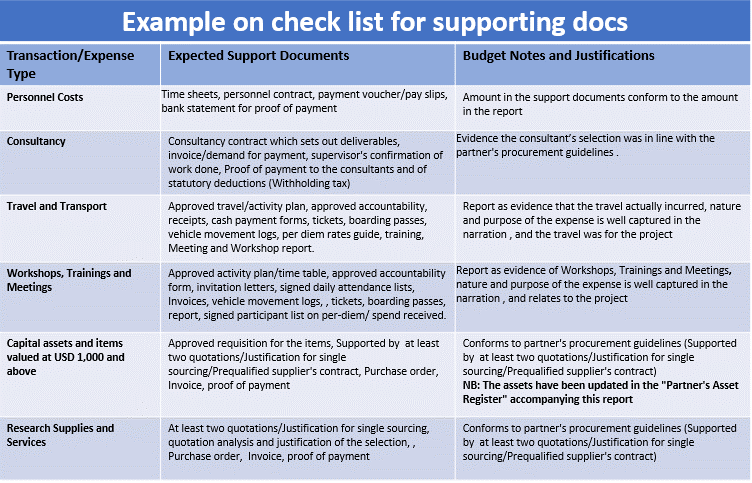 Example on check list for supporting docs
Transaction/Expense
Type
Expected Support Documents
Budget Notes and Justifications
Personnel Costs
Time sheets, personnel contract, payment voucher/pay slips,
bank statement for proof of payment
Amount in the support documents conform to the amount
in the report
Consultancy
Consultancy contract which sets out deliverables,
invoice/demand for payment, supervisor's confirmation of
work done, Proof of payment to the consultants and of
statutory deductions (Withholding tax)
Evidence the consultant's selection was in line with the
partner's procurement guidelines .
Travel and Transport
Approved travel/activity plan, approved accountability,
receipts, cash payment forms, tickets, boarding passes,
vehicle movement logs, per diem rates guide, training,
Meeting and Workshop report.
Report as evidence that the travel actually incurred, nature
and purpose of the expense is well captured in the
narration , and the travel was for the project
Workshops, Trainings and
Meetings
Approved activity plan/time table, approved accountability
form, invitation letters, signed daily attendance lists,
Invoices, vehicle movement logs, , tickets, boarding passes,
report, signed participant list on per-diem/ spend received.
Report as evidence of Workshops, Trainings and Meetings,
nature and purpose of the expense is well captured in the
narration , and relates to the project
Capital assets and items
valued at USD 1,000 and
above
Approved requisition for the items, Supported by at least
two quotations/Justification for single
sourcing/Prequalified supplier's contract, Purchase order,
Invoice, proof of payment
Conforms to partner's procurement guidelines (Supported
by at least two quotations/Justification for single
sourcing/Prequalified supplier's contract)
NB: The assets have been updated in the "Partner's Asset
Register" accompanying this report
Research Supplies and
Services
At least two quotations/Justification for single sourcing,
quotation analysis and justification of the selection, ,
Purchase order, Invoice, proof of payment
Conforms to partner's procurement guidelines (Supported
by at least two quotations/Justification for single
sourcing/Prequalified supplier's contract)